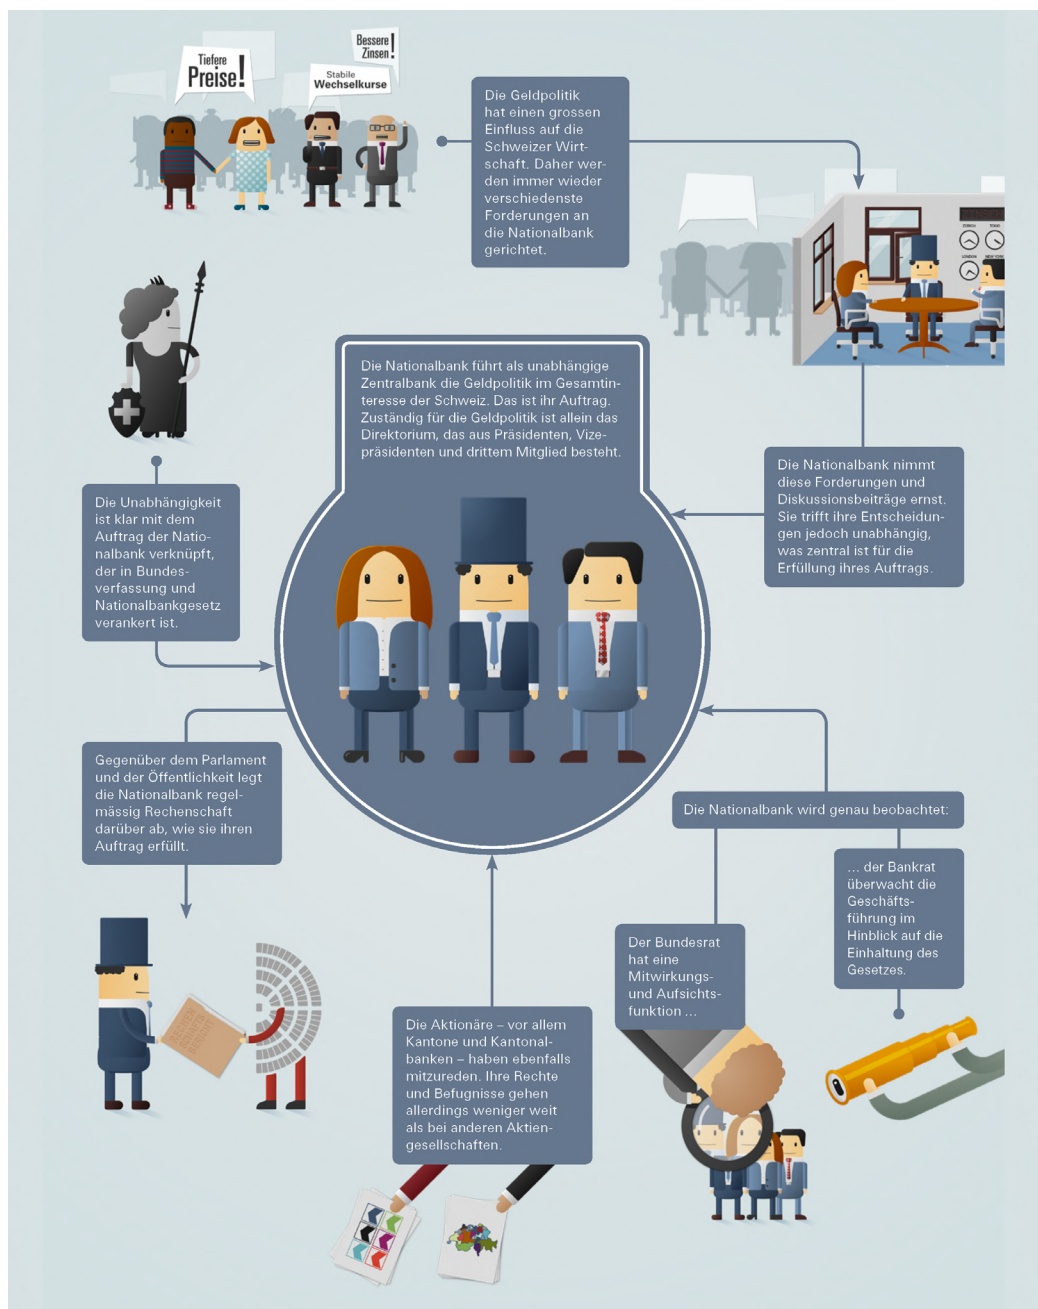 Tiefere
Preise!
Stabile
Wechselkurse
Bessere
Zinsen!
Die Geldpolitik
hat einen grossen
Einfluss auf die
Schweizer Wirt-
schaft. Daher wer-
den immer wieder
verschiedenste
Forderungen an
die Nationalbank
gerichtet.
ZÜRICH TOKIO
LONDON NEW YORK
Die Nationalbank führt als unabhängige
Zentralbank die Geldpolitik im Gesamtin-
teresse der Schweiz. Das ist ihr Auftrag.
Zuständig für die Geldpolitik ist allein das
Direktorium, das aus Präsidenten, Vize-
präsidenten und drittem Mitglied besteht.
Die Nationalbank nimmt
diese Forderungen und
Diskussionsbeiträge ernst.
Sie trifft ihre Entscheidun-
gen jedoch unabhängig,
was zentral ist für die
Erfüllung ihres Auftrags.
Die Unabhängigkeit
ist klar mit dem
Auftrag der Natio-
nalbank verknüpft,
der in Bundes-
verfassung und
Nationalbankgesetz
verankert ist.
Gegenüber dem Parlament
und der Öffentlichkeit legt
die Nationalbank regel-
mässig Rechenschaft
darüber ab, wie sie ihren
Auftrag erfüllt.
Die Nationalbank wird genau beobachtet:
... der Bankrat
überwacht die
Geschäfts-
führung im
Hinblick auf die
Einhaltung des
Gesetzes.
Der Bundesrat
hat eine
Mitwirkungs-
und Aufsichts-
funktion ...
Die Aktionäre – vor allem
Kantone und Kantonal-
banken – haben ebenfalls
mitzureden. Ihre Rechte
und Befugnisse gehen
allerdings weniger weit
als bei anderen Aktien-
gesellschaften.